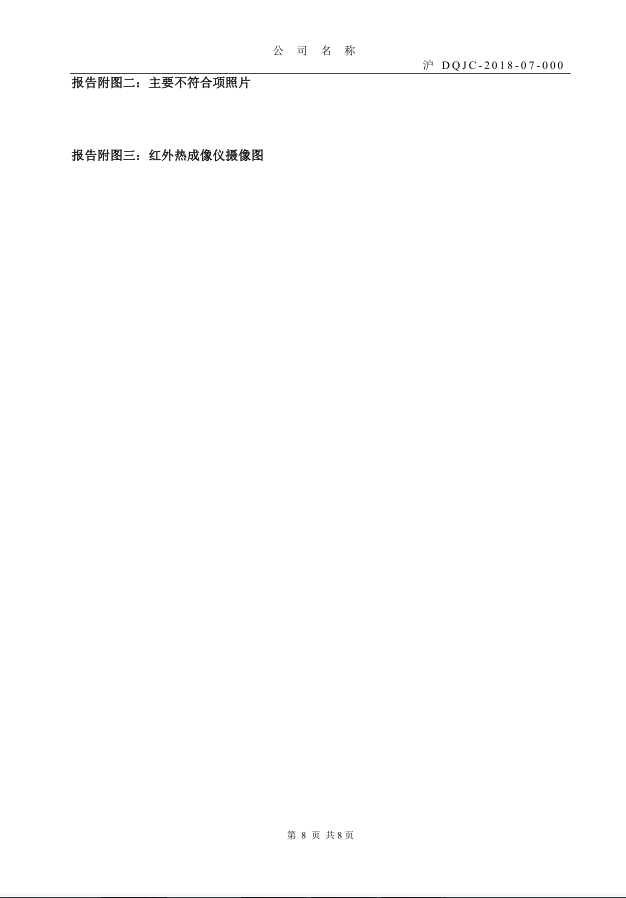 公 司 名 称
沪 DQJC-2018-07-000
报告附图二：主要不符合项照片
报告附图三：红外热成像仪摄像图
第 8 页 共8页